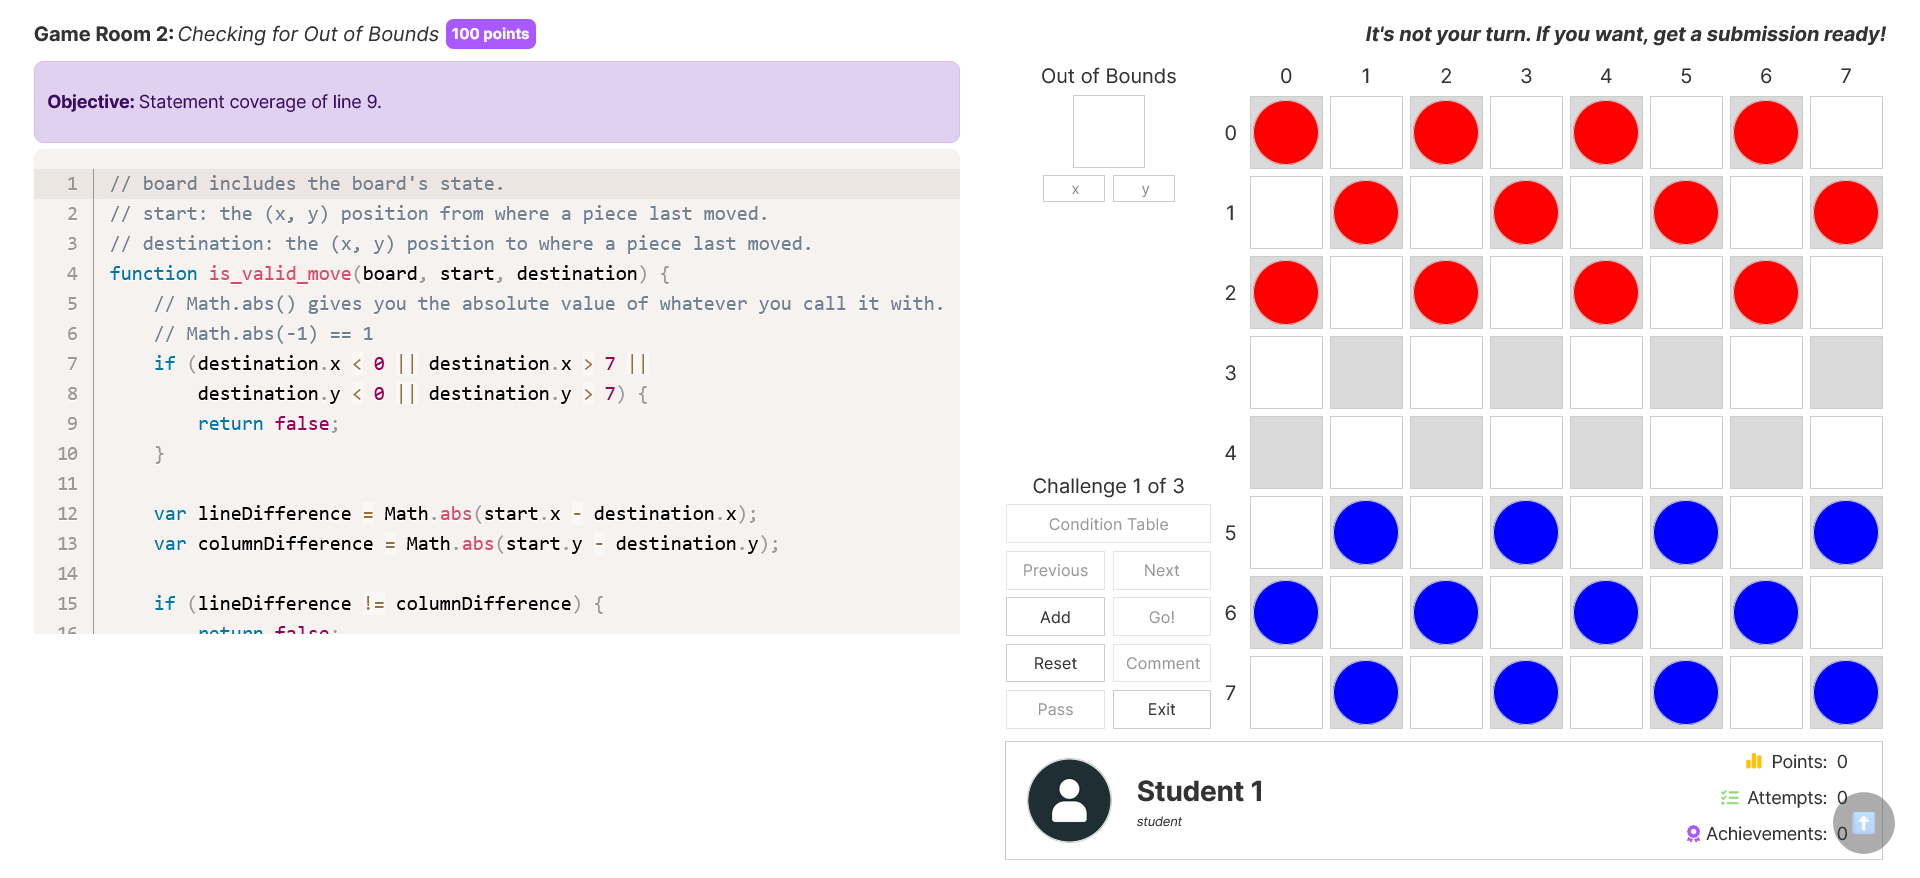 Game Room 2: Checking for Out of Bounds 100 points
It's not your turn. If you want, get a submission ready!
Objective: Statement coverage of line 9.
1 // board includes the board's state.
2 // start: the (x, y) position from where a piece last moved.
3 // destination: the (x, y) position to where a piece last moved.
4 function is_valid_move(board, start, destination) {
5 // Math.abs() gives you the absolute value of whatever you call it with.
6 // Math.abs(-1) == 1
7 if (destination.x < 0 || destination.x > 7 ||
8 destination.y < 0 || destination.y > 7) {
9 return false;
10 }
11
12 var lineDifference = Math.abs(start.x - destination.x);
13 var columnDifference = Math.abs(start.y - destination.y);
14
15 if (lineDifference != columnDifference) {
16 return false;
Out of Bounds
x y
Challenge 1 of 3
Condition Table
Previous Next
Add Go!
Reset Comment
Pass Exit
0 1 2 3 4 5 6 7
0
1
2
3
4
5
6
7
Student 1
student
Points: 0
Attempts: 0
Achievements: 0